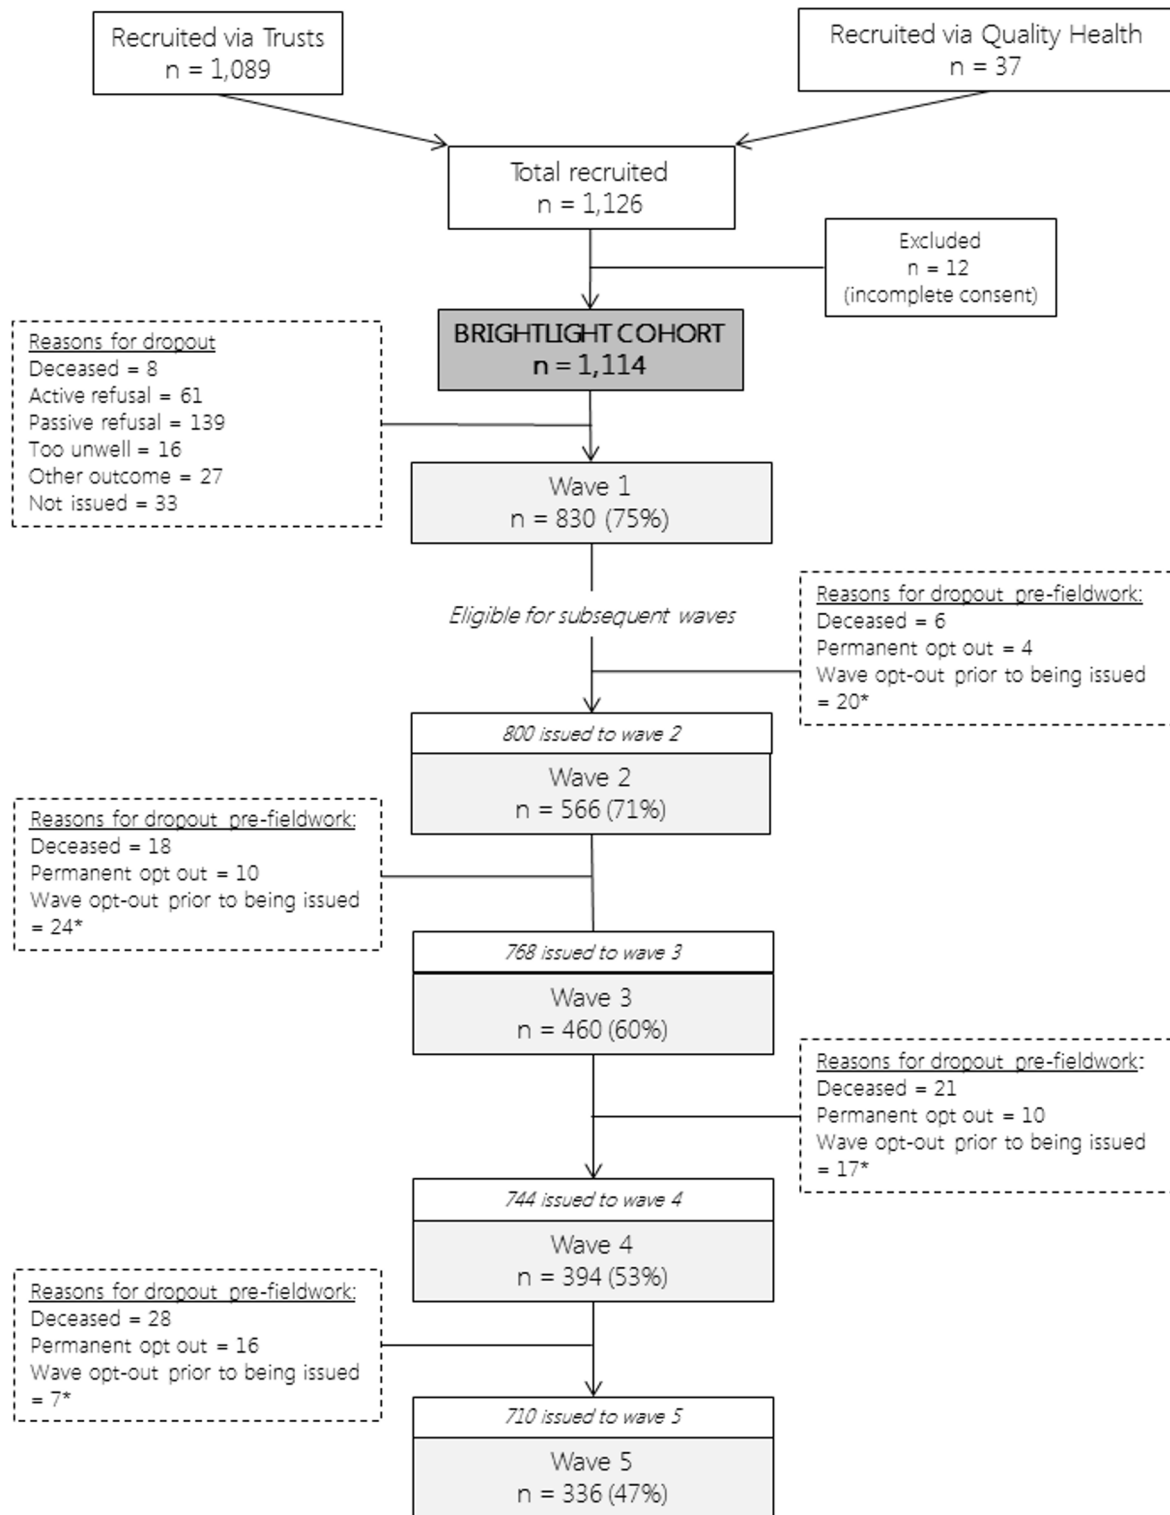 Recruited via Trusts
n = 1,089
Recruited via Quality Health
n = 37
Total recruited
n = 1,126
Excluded
n = 12
(incomplete consent)
BRIGHTLIGHT COHORT
n = 1,114
Reasons for dropout
Deceased = 8
Active refusal = 61
Passive refusal = 139
Too unwell = 16
Other outcome = 27
Not issued = 33
Wave 1
n = 830 (75%)
Eligible for subsequent waves
Reasons for dropout pre-fieldwork:
Deceased = 6
Permanent opt out = 4
Wave opt-out prior to being issued
= 20*
800 issued to wave 2
Wave 2
n = 566 (71%)
Reasons for dropout pre-fieldwork:
Deceased = 18
Permanent opt out = 10
Wave opt-out prior to being issued
= 24*
768 issued to wave 3
Wave 3
n = 460 (60%)
Reasons for dropout pre-fieldwork:
Deceased = 21
Permanent opt out = 10
Wave opt-out prior to being issued
= 17*
744 issued to wave 4
Wave 4
n = 394 (53%)
Reasons for dropout pre-fieldwork:
Deceased = 28
Permanent opt out = 16
Wave opt-out prior to being issued
= 7*
710 issued to wave 5
Wave 5
n = 336 (47%)